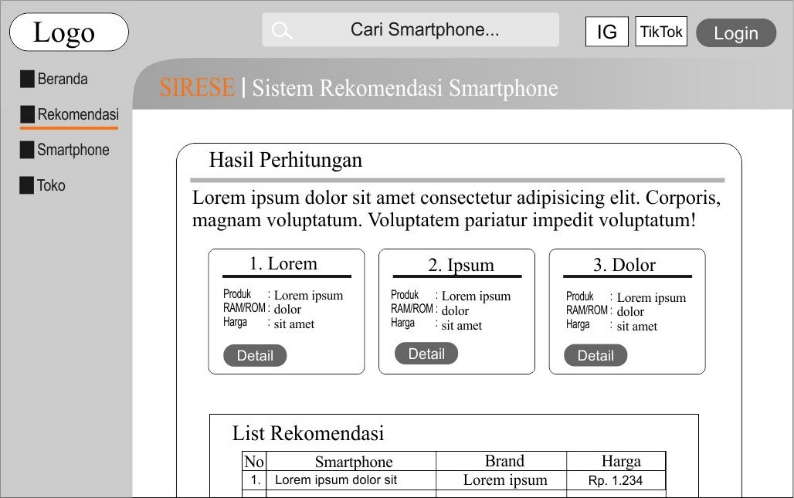 Logo
Cari Smartphone...
IG
TikTok
Login
Beranda
Rekomendasi
Smartphone
Toko
SIRESE | Sistem Rekomendasi Smartphone
Hasil Perhitungan
Lorem ipsum dolor sit amet consectetur adipisicing elit. Corporis,
magnam voluptatum. Voluptatem pariatur impedit voluptatum!
1. Lorem
Produk : Lorem ipsum
RAM/ROM : dolor
Harga : sit amet
Detail
2. Ipsum
Produk : Lorem ipsum
RAM/ROM : dolor
Harga : sit amet
Detail
3. Dolor
Produk : Lorem ipsum
RAM/ROM : dolor
Harga : sit amet
Detail
List Rekomendasi
No Smartphone Brand Harga
1. Lorem ipsum dolor sit Lorem ipsum Rp. 1.234